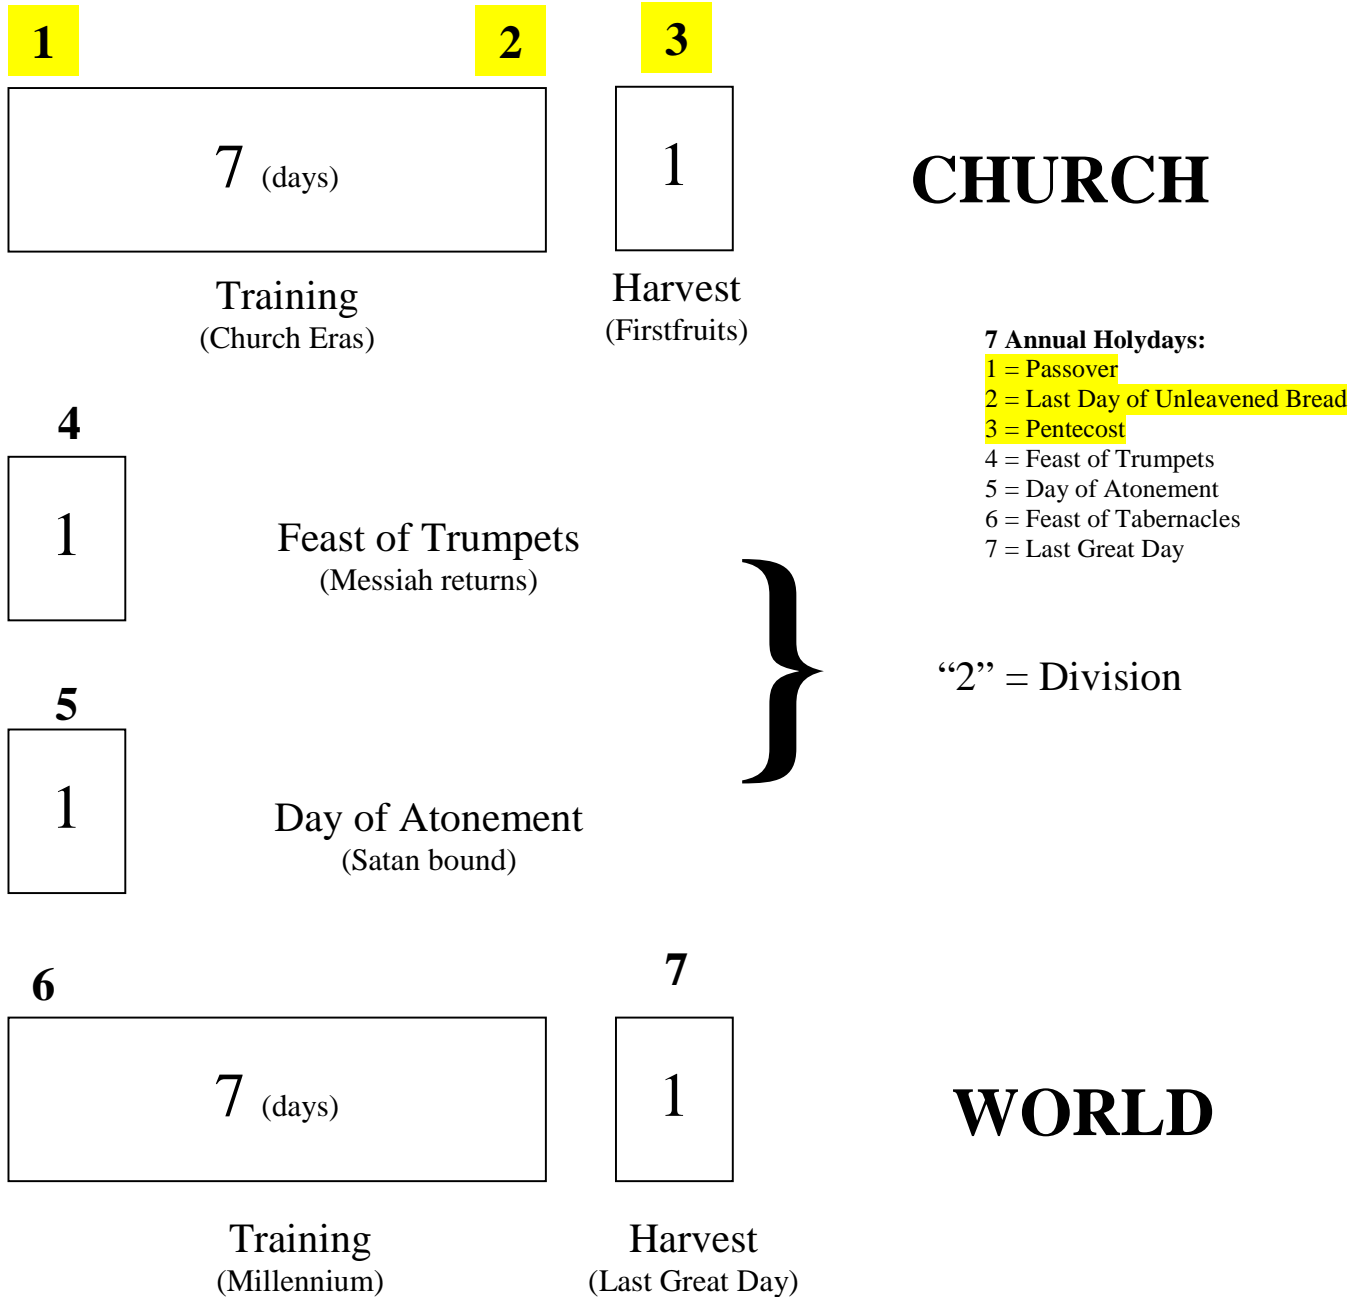 1
2
3
7 (days)
1
CHURCH
Training
(Church Eras)
Harvest
(Firstfruits)
7 Annual Holydays:
1 = Passover
2 = Last Day of Unleavened Bread
3 = Pentecost
4 = Feast of Trumpets
5 = Day of Atonement
6 = Feast of Tabernacles
7 = Last Great Day
4
1
Feast of Trumpets
(Messiah returns)
}
“2” = Division
5
1
Day of Atonement
(Satan bound)
6
7
7 (days)
1
WORLD
Training
(Millennium)
Harvest
(Last Great Day)